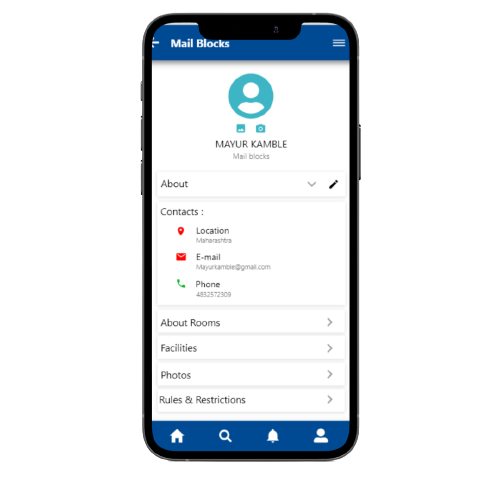 Mail Blocks
MAYUR KAMBLE
Mail blocks
About
Contacts :
Location
Maharashtra
E-mail
Mayurkamble@gmail.com
Phone
4832572309
About Rooms
Facilities
Photos
Rules & Restrictions